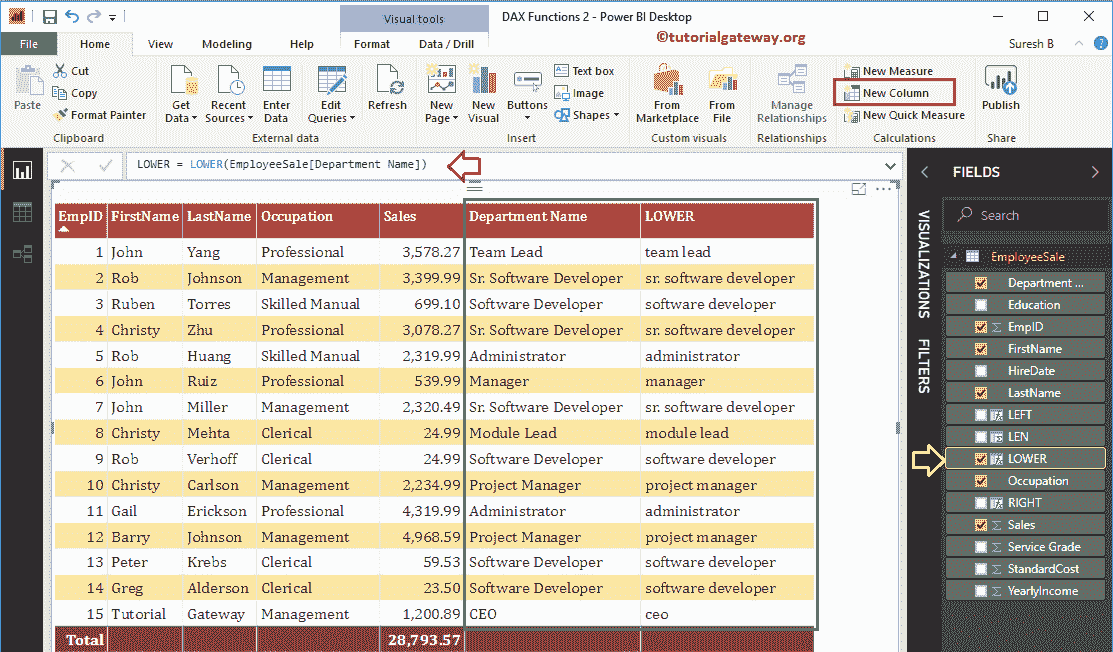 Visual tools
DAX Functions 2 - Power BI Desktop
©tutorialgateway.org
File Home View Modeling Help Format Data / Drill Suresh B
Paste
Cut
Copy
Format Painter
Clipboard
Get Data
Recent Sources
Enter Data
Edit Queries
External data
Refresh
New Page
New Visual
Buttons
Text box
Image
Shapes
Insert
From Marketplace
From File
Custom visuals
Manage Relationships
Relationships
New Measure
New Column
New Quick Measure
Calculations
Publish
Share
LOWER = LOWER(EmployeeSale[Department Name])
EmpID FirstName LastName Occupation Sales Department Name LOWER
1 John Yang Professional 3,578.27 Team Lead team lead
2 Rob Johnson Management 3,399.99 Sr. Software Developer sr. software developer
3 Ruben Torres Skilled Manual 699.10 Software Developer software developer
4 Christy Zhu Professional 3,078.27 Sr. Software Developer sr. software developer
5 Rob Huang Skilled Manual 2,319.99 Administrator administrator
6 John Ruiz Professional 539.99 Manager manager
7 John Miller Management 2,320.49 Sr. Software Developer sr. software developer
8 Christy Mehta Clerical 24.99 Module Lead module lead
9 Rob Verhoff Clerical 24.99 Software Developer software developer
10 Christy Carlson Management 2,234.99 Project Manager project manager
11 Gail Erickson Professional 4,319.99 Administrator administrator
12 Barry Johnson Management 4,968.59 Project Manager project manager
13 Peter Krebs Clerical 59.53 Software Developer software developer
14 Greg Alderson Clerical 23.50 Software Developer software developer
15 Tutorial Gateway Management 1,200.89 CEO ceo
Total 28,793.57
VISUALIZATIONS
FILTERS
FIELDS
Search
EmployeeSale
Department ...
Education
EmpID
FirstName
HireDate
LastName
LEFT
LEN
LOWER
Occupation
RIGHT
Sales
Service Grade
StandardCost
YearlyIncome